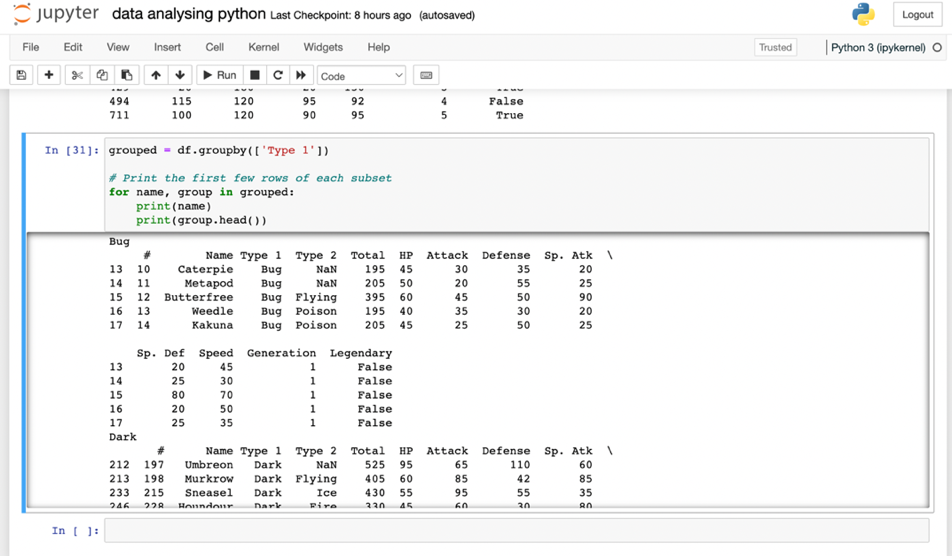 jupyter data analysing python Last Checkpoint: 8 hours ago (autosaved) Logout
File Edit View Insert Cell Kernel Widgets Help Trusted Python 3 (ipykernel)
Run Code
494 115 120 95 92 4 False
711 100 120 90 95 5 True
In [31]: grouped = df.groupby(['Type 1'])
# Print the first few rows of each subset
for name, group in grouped:
print(name)
print(group.head())
Bug
# Name Type 1 Type 2 Total HP Attack Defense Sp. Atk \
13 10 Caterpie Bug NaN 195 45 30 35 20
14 11 Metapod Bug NaN 205 50 20 55 25
15 12 Butterfree Bug Flying 395 60 45 50 90
16 13 Weedle Bug Poison 195 40 35 30 20
17 14 Kakuna Bug Poison 205 45 25 50 25
Sp. Def Speed Generation Legendary
13 20 45 1 False
14 25 30 1 False
15 80 70 1 False
16 20 50 1 False
17 25 35 1 False
Dark
# Name Type 1 Type 2 Total HP Attack Defense Sp. Atk \
212 197 Umbreon Dark NaN 525 95 65 110 60
213 198 Murkrow Dark Flying 405 60 85 42 85
233 215 Sneasel Dark Ice 430 55 95 55 35
246 228 Houndour Dark Fire 330 45 60 30 80
In [ ]: